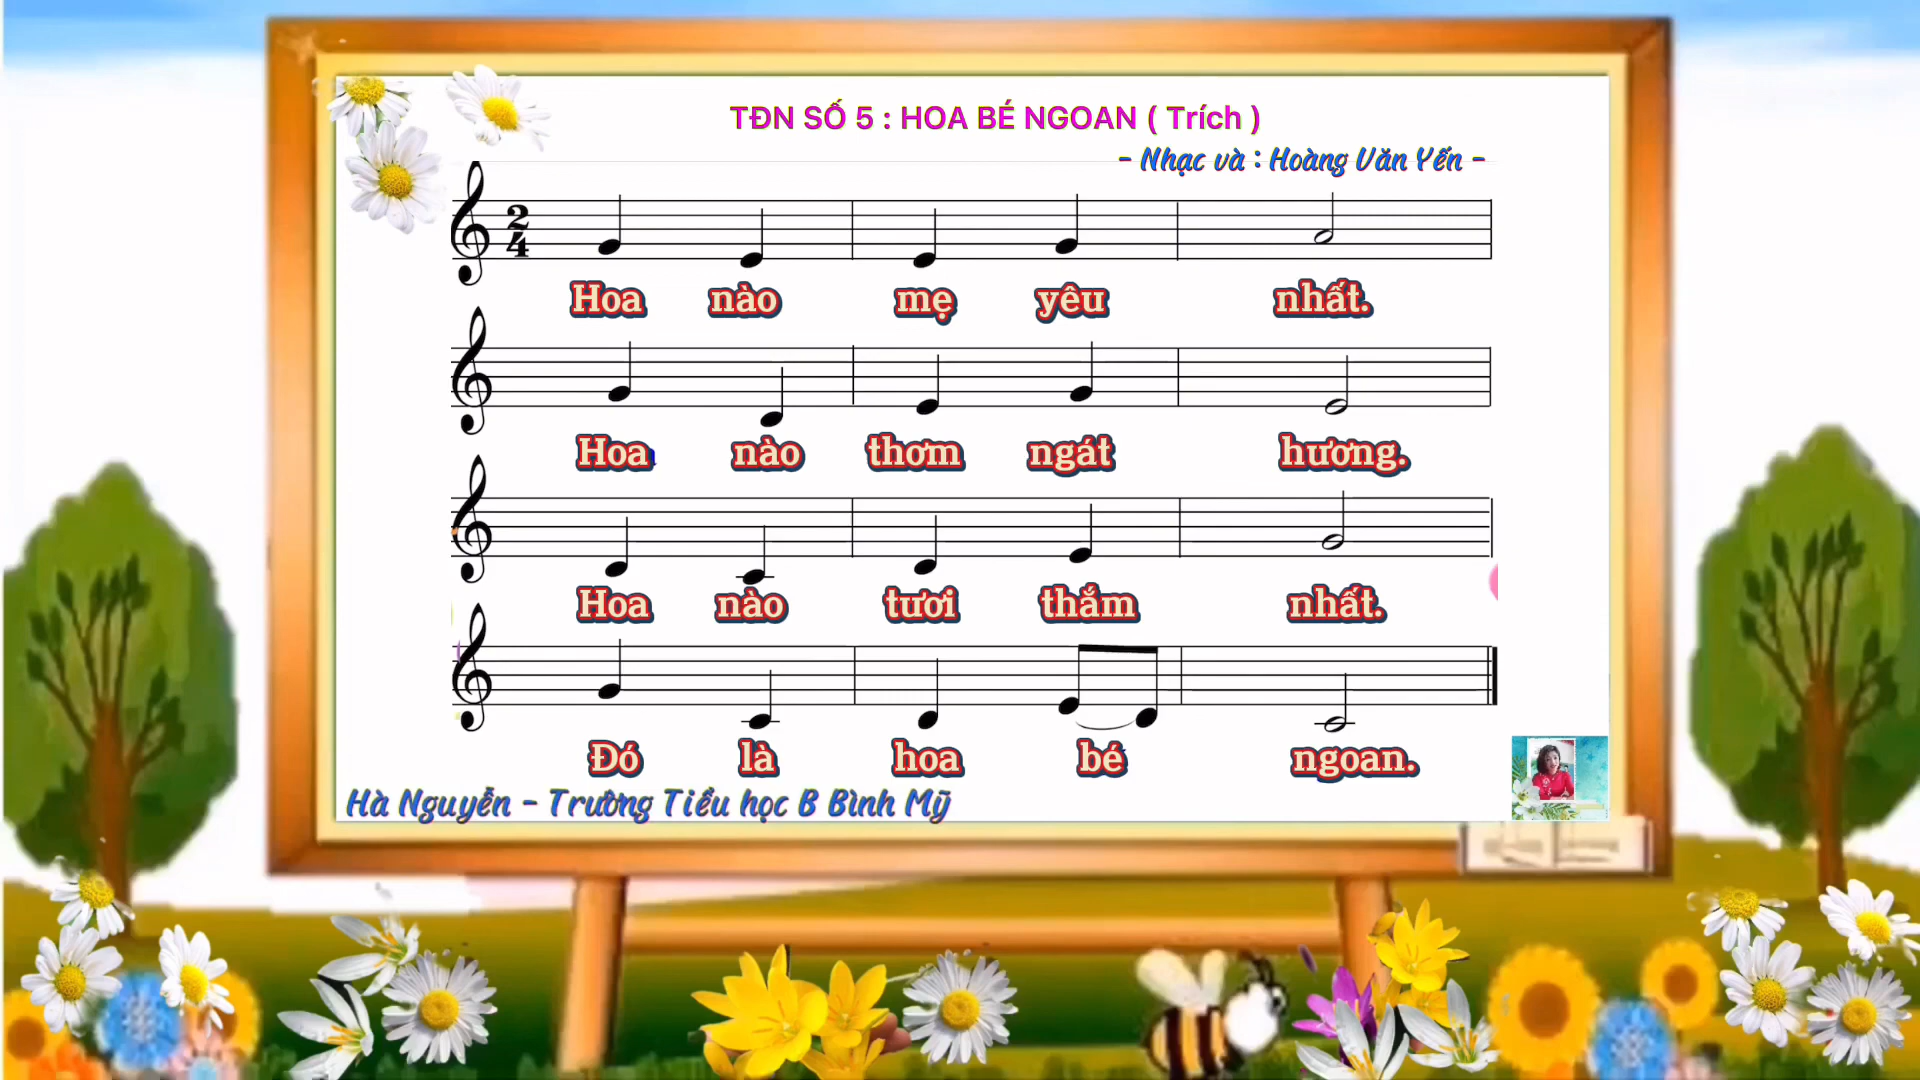 TĐN SỐ 5 : HOA BÉ NGOAN ( Trích )
- Nhạc và : Hoàng Văn Yến -
2
4
Hoa nào mẹ yêu nhất.
Hoa nào thơm ngát hương.
Hoa nào tươi thắm nhất.
Đó là hoa bé ngoan.
Hà Nguyễn - Trường Tiểu học B Bình Mỹ